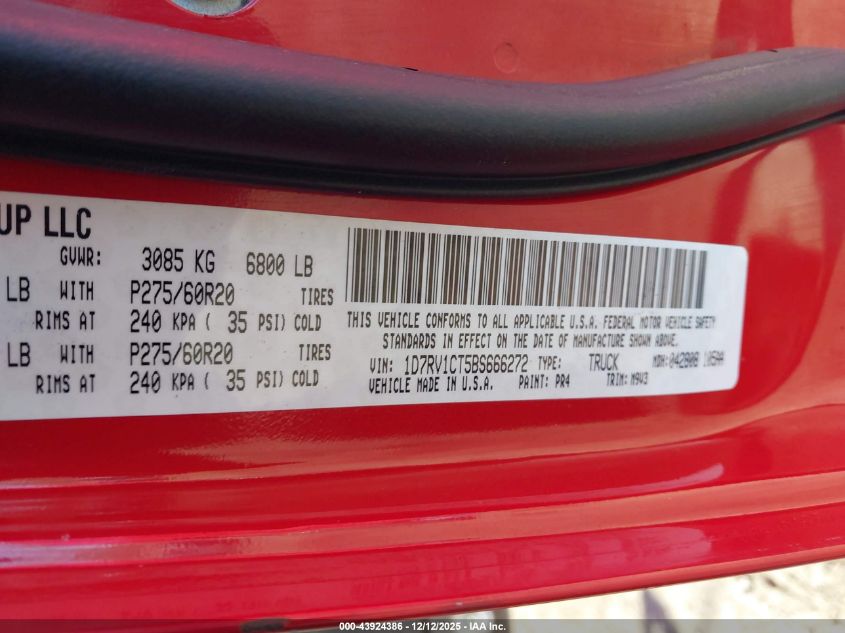 UP LLC
GVWR: 3085 KG 6800 LB
LB WITH P275/60R20 TIRES
RIMS AT 240 KPA ( 35 PSI) COLD
LB WITH P275/60R20 TIRES
RIMS AT 240 KPA ( 35 PSI) COLD
THIS VEHICLE CONFORMS TO ALL APPLICABLE U.S.A. FEDERAL MOTOR VEHICLE SAFETY
STANDARDS IN EFFECT ON THE DATE OF MANUFACTURE SHOWN ABOVE.
VIN: 1D7RV1CT5BS666272 TYPE: TRUCK MDH:
VEHICLE MADE IN U.S.A. PAINT: PR4 TRIM: M9V3
000-43924386 - 12/12/2025 - IAA Inc.